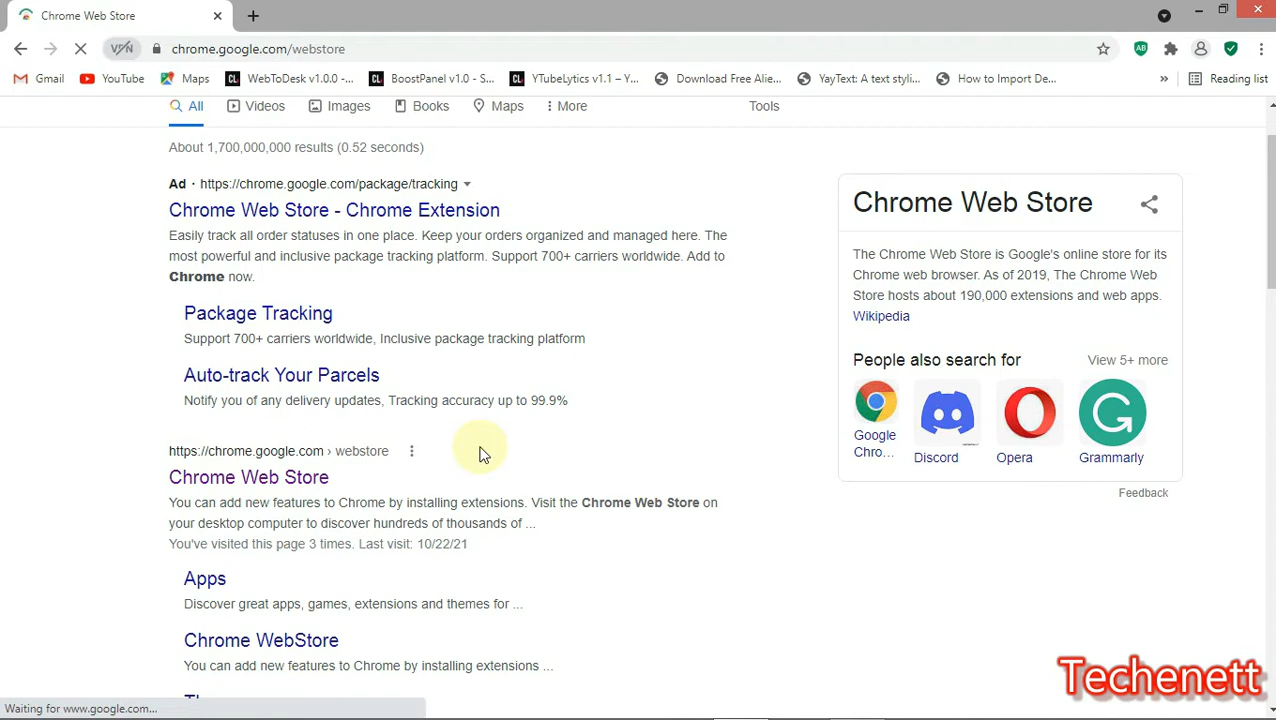 Chrome Web Store
VPN
chrome.google.com/webstore
AB
Gmail
YouTube
Maps
CL
WebToDesk v1.0.0 -...
CL
BoostPanel v1.0 - S...
CL
YTubeLytics v1.1 – Y...
Download Free Alie...
YayText: A text styli...
How to Import De...
»
Reading list
All
Videos
Images
Books
Maps
More
Tools
About 1,700,000,000 results (0.52 seconds)
Ad · https://chrome.google.com/package/tracking
Chrome Web Store - Chrome Extension
Easily track all order statuses in one place. Keep your orders organized and managed here. The
most powerful and inclusive package tracking platform. Support 700+ carriers worldwide. Add to
Chrome now.
Package Tracking
Support 700+ carriers worldwide, Inclusive package tracking platform
Auto-track Your Parcels
Notify you of any delivery updates, Tracking accuracy up to 99.9%
https://chrome.google.com › webstore
Chrome Web Store
You can add new features to Chrome by installing extensions. Visit the Chrome Web Store on
your desktop computer to discover hundreds of thousands of ...
You've visited this page 3 times. Last visit: 10/22/21
Apps
Discover great apps, games, extensions and themes for ...
Chrome WebStore
You can add new features to Chrome by installing extensions ...
Chrome Web Store
The Chrome Web Store is Google's online store for its
Chrome web browser. As of 2019, The Chrome Web
Store hosts about 190,000 extensions and web apps.
Wikipedia
People also search for
View 5+ more
Google
Chro...
Discord
Opera
Grammarly
Feedback
Techenett
Waiting for www.google.com...